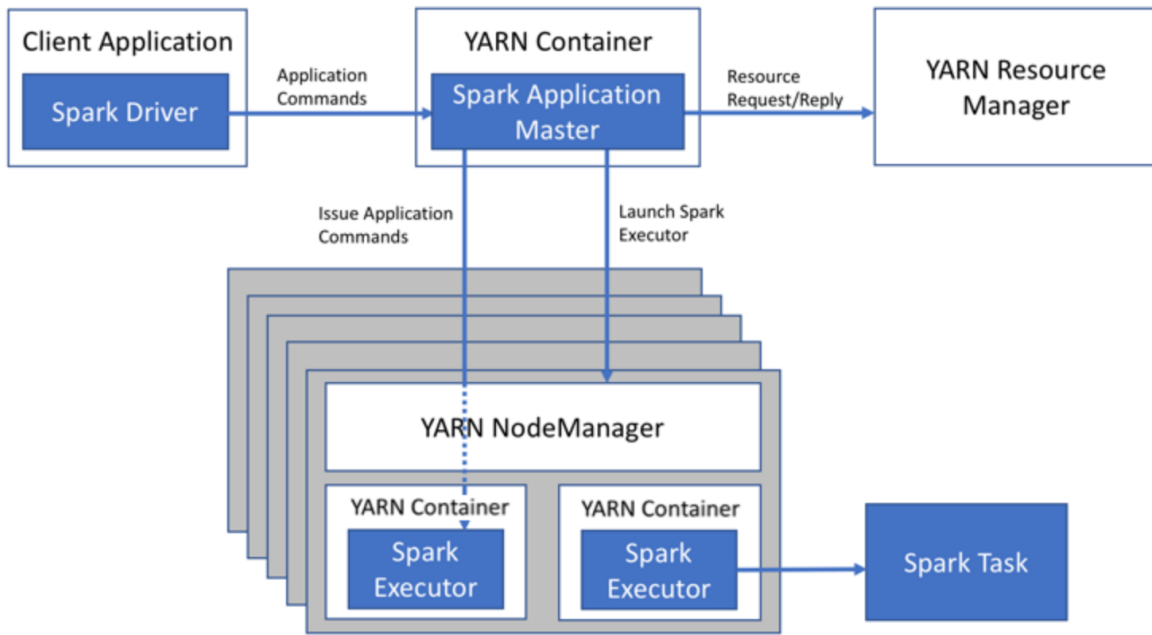 Client Application
Spark Driver
Application
Commands
YARN Container
Spark Application
Master
Resource
Request/Reply
YARN Resource
Manager
Issue Application
Commands
Launch Spark
Executor
YARN NodeManager
YARN Container
Spark
Executor
YARN Container
Spark
Executor
Spark Task